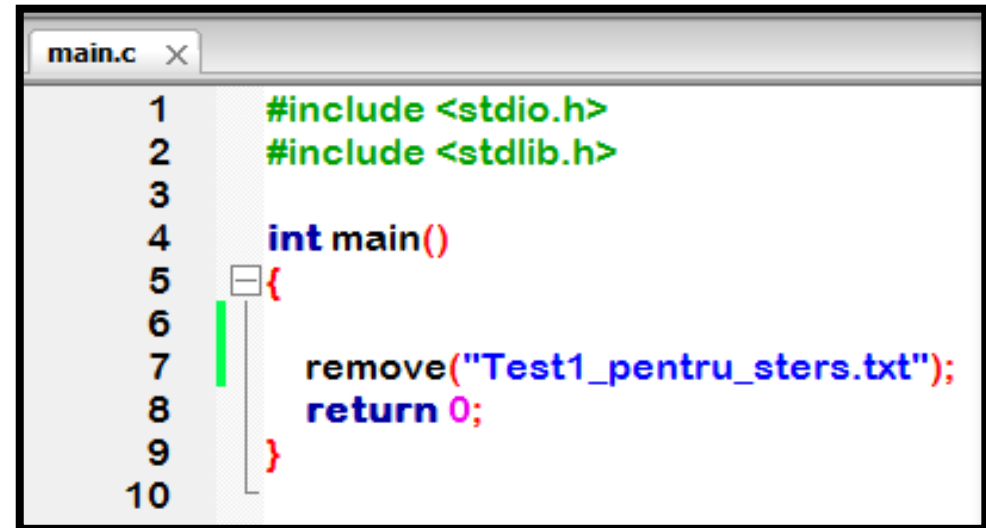 main.c
1 #include <stdio.h>
2 #include <stdlib.h>
3
4 int main()
5 {
6
7 remove("Test1_pentru_sters.txt");
8 return 0;
9 }
10